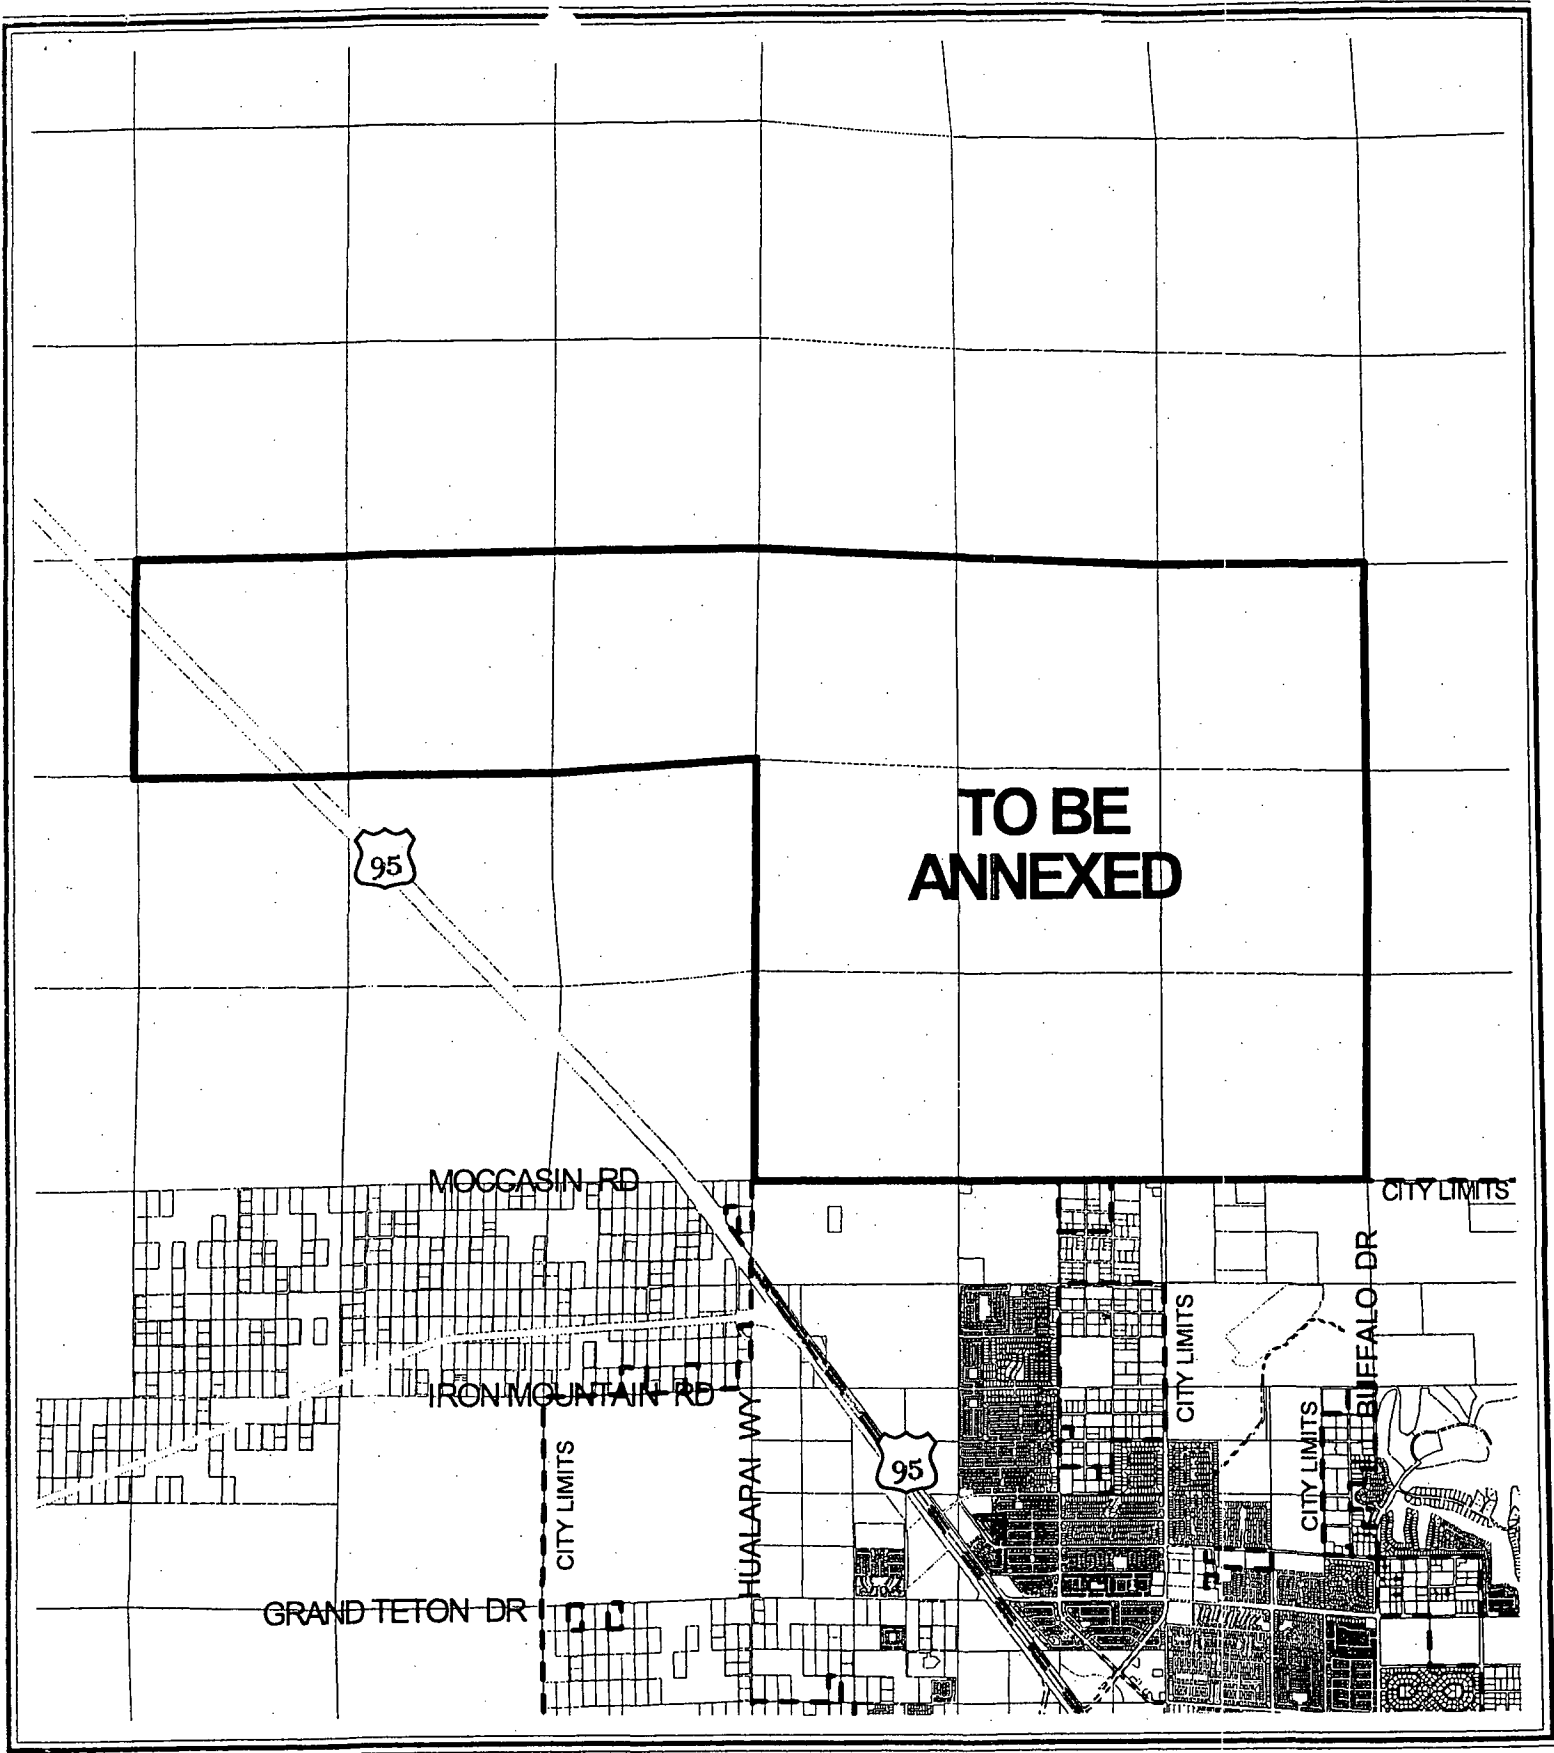 95
TO BE
ANNEXED
MOCCASIN RD
CITY LIMITS
BUFFALO DR
CITY LIMITS
IRON MOUNTAIN RD
HUALAPAI WY
CITY LIMITS
CITY LIMITS
95
GRAND TETON DR